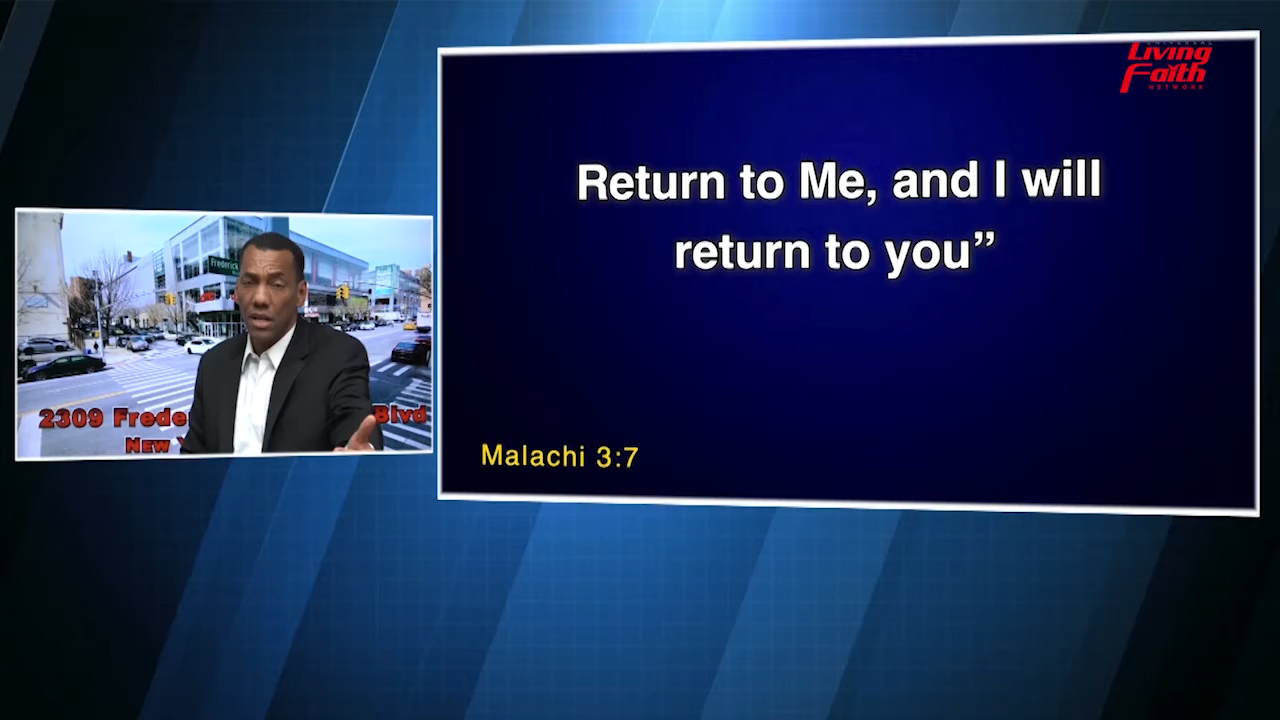 UNIVERSAL
Living
Faith
NETWORK
Return to Me, and I will
return to you”
Malachi 3:7
Frederick
2309 Frede Blvd
New Y